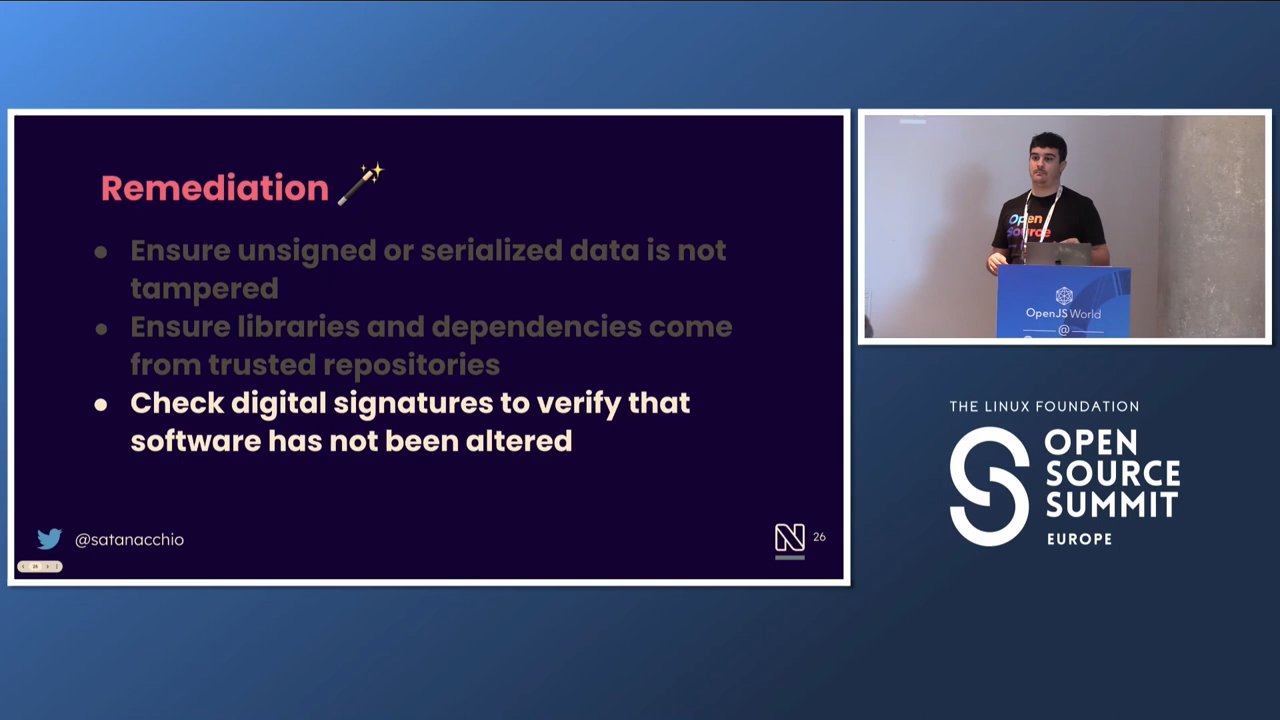 Remediation
● Ensure unsigned or serialized data is not
tampered
● Ensure libraries and dependencies come
from trusted repositories
● Check digital signatures to verify that
software has not been altered
@satanacchio
26
Open
Source
OpenJS World
@
THE LINUX FOUNDATION
OPEN
SOURCE
SUMMIT
EUROPE